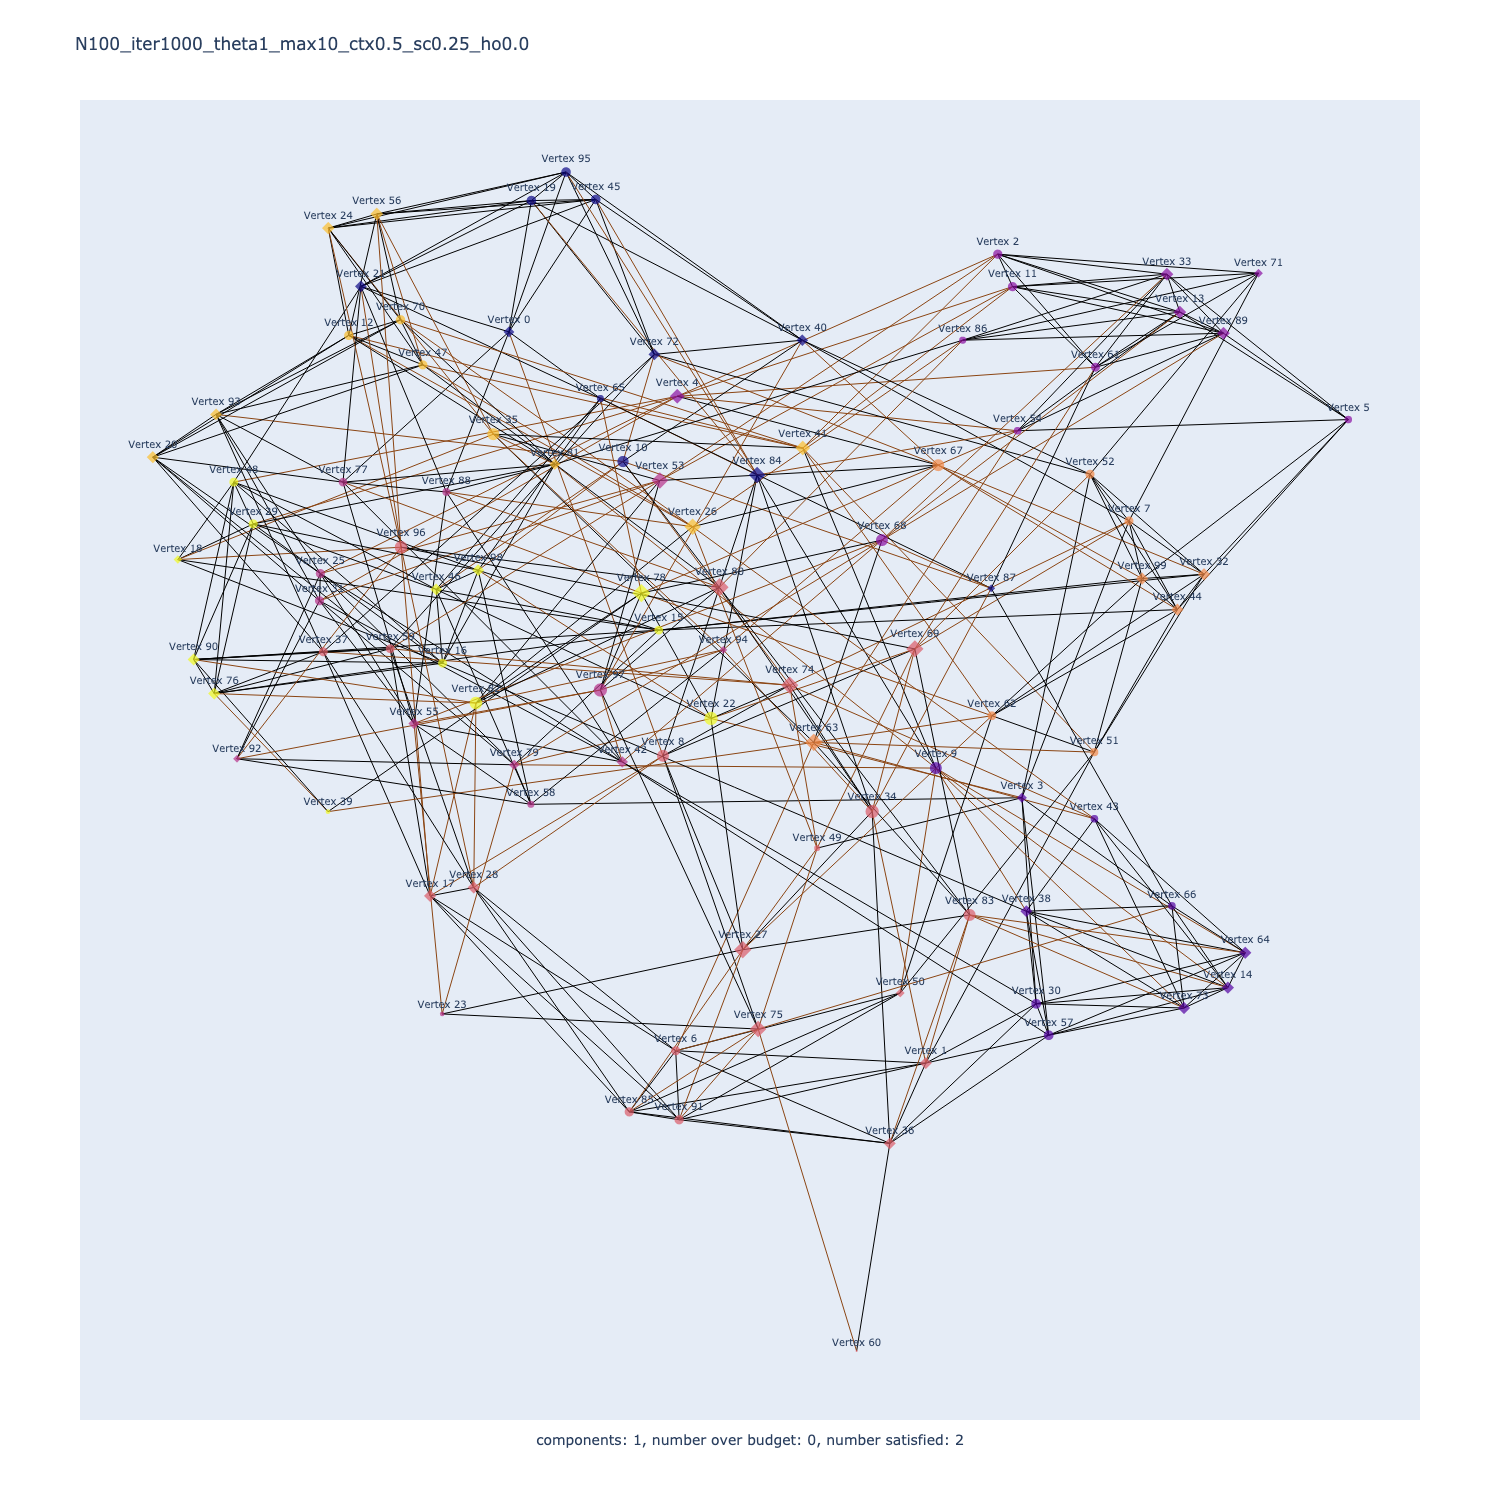 N100_iter1000_theta1_max10_ctx0.5_sc0.25_ho0.0
Vertex 95
Vertex 19
Vertex 45
Vertex 56
Vertex 24
Vertex 2
Vertex 33
Vertex 71
Vertex 21
Vertex 11
Vertex 13
Vertex 70
Vertex 12
Vertex 0
Vertex 40
Vertex 86
Vertex 89
Vertex 72
Vertex 47
Vertex 61
Vertex 4
Vertex 65
Vertex 93
Vertex 35
Vertex 5
Vertex 54
Vertex 20
Vertex 10
Vertex 41
Vertex 67
Vertex 84
Vertex 53
Vertex 52
Vertex 48
Vertex 77
Vertex 88
Vertex 29
Vertex 26
Vertex 7
Vertex 96
Vertex 68
Vertex 18
Vertex 25
Vertex 98
Vertex 32
Vertex 99
Vertex 46
Vertex 78
Vertex 80
Vertex 87
Vertex 44
Vertex 15
Vertex 90
Vertex 37
Vertex 16
Vertex 94
Vertex 69
Vertex 76
Vertex 74
Vertex 55
Vertex 22
Vertex 62
Vertex 63
Vertex 92
Vertex 79
Vertex 42
Vertex 8
Vertex 9
Vertex 51
Vertex 58
Vertex 39
Vertex 34
Vertex 3
Vertex 43
Vertex 49
Vertex 17
Vertex 28
Vertex 83
Vertex 38
Vertex 66
Vertex 27
Vertex 64
Vertex 14
Vertex 50
Vertex 30
Vertex 73
Vertex 23
Vertex 75
Vertex 57
Vertex 6
Vertex 1
Vertex 85
Vertex 91
Vertex 36
Vertex 60
components: 1, number over budget: 0, number satisfied: 2